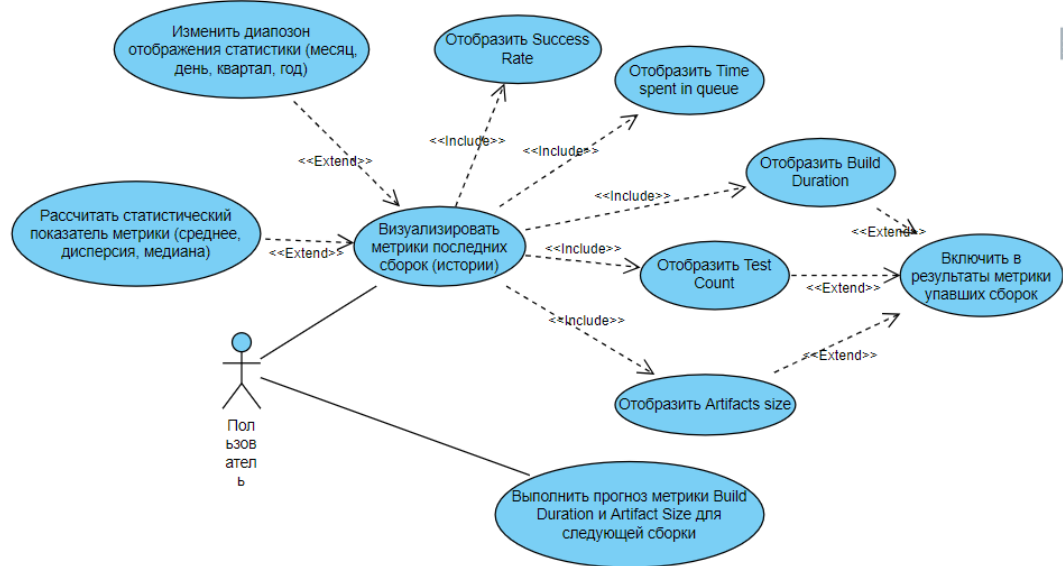 Изменить диапозон
отображения статистики (месяц,
день, квартал, год)
Отобразить Success
Rate
Отобразить Time
spent in queue
<<Extend>>
<<Include>>
<<Include>>
Отобразить Build
Duration
<<Include>>
Рассчитать статистический
показатель метрики (среднее,
дисперсия, медиана)
<<Extend>>
Визуализировать
метрики последних
сборок (истории)
<<Include>>
Отобразить Test
Count
<<Extend>>
<<Extend>>
Включить в
результаты метрики
упавших сборок
<<Include>>
<<Extend>>
Отобразить Artifacts size
Пол
ьзов
ател
ь
Выполнить прогноз метрики Build
Duration и Artifact Size для
следующей сборки